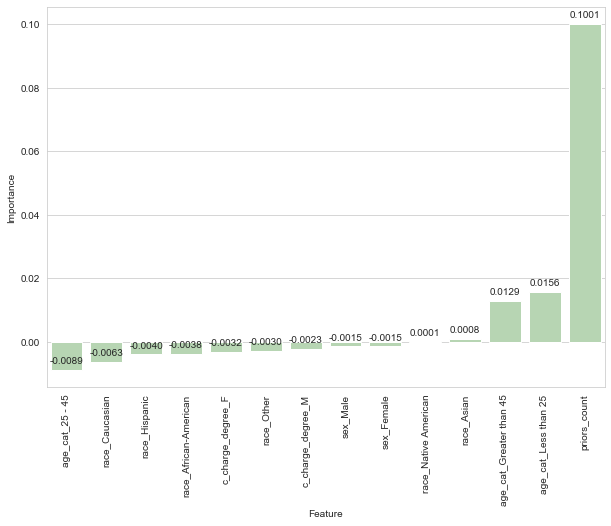 0.10
0.08
0.06
0.04
0.02
0.00
Importance
-0.0089
-0.0063
-0.0040
-0.0038
-0.0032
-0.0030
-0.0023
-0.0015
-0.0015
0.0001
0.0008
0.0129
0.0156
0.1001
age_cat_25 - 45
race_Caucasian
race_Hispanic
race_African-American
c_charge_degree_F
race_Other
c_charge_degree_M
sex_Male
sex_Female
race_Native American
race_Asian
age_cat_Greater than 45
age_cat_Less than 25
priors_count
Feature